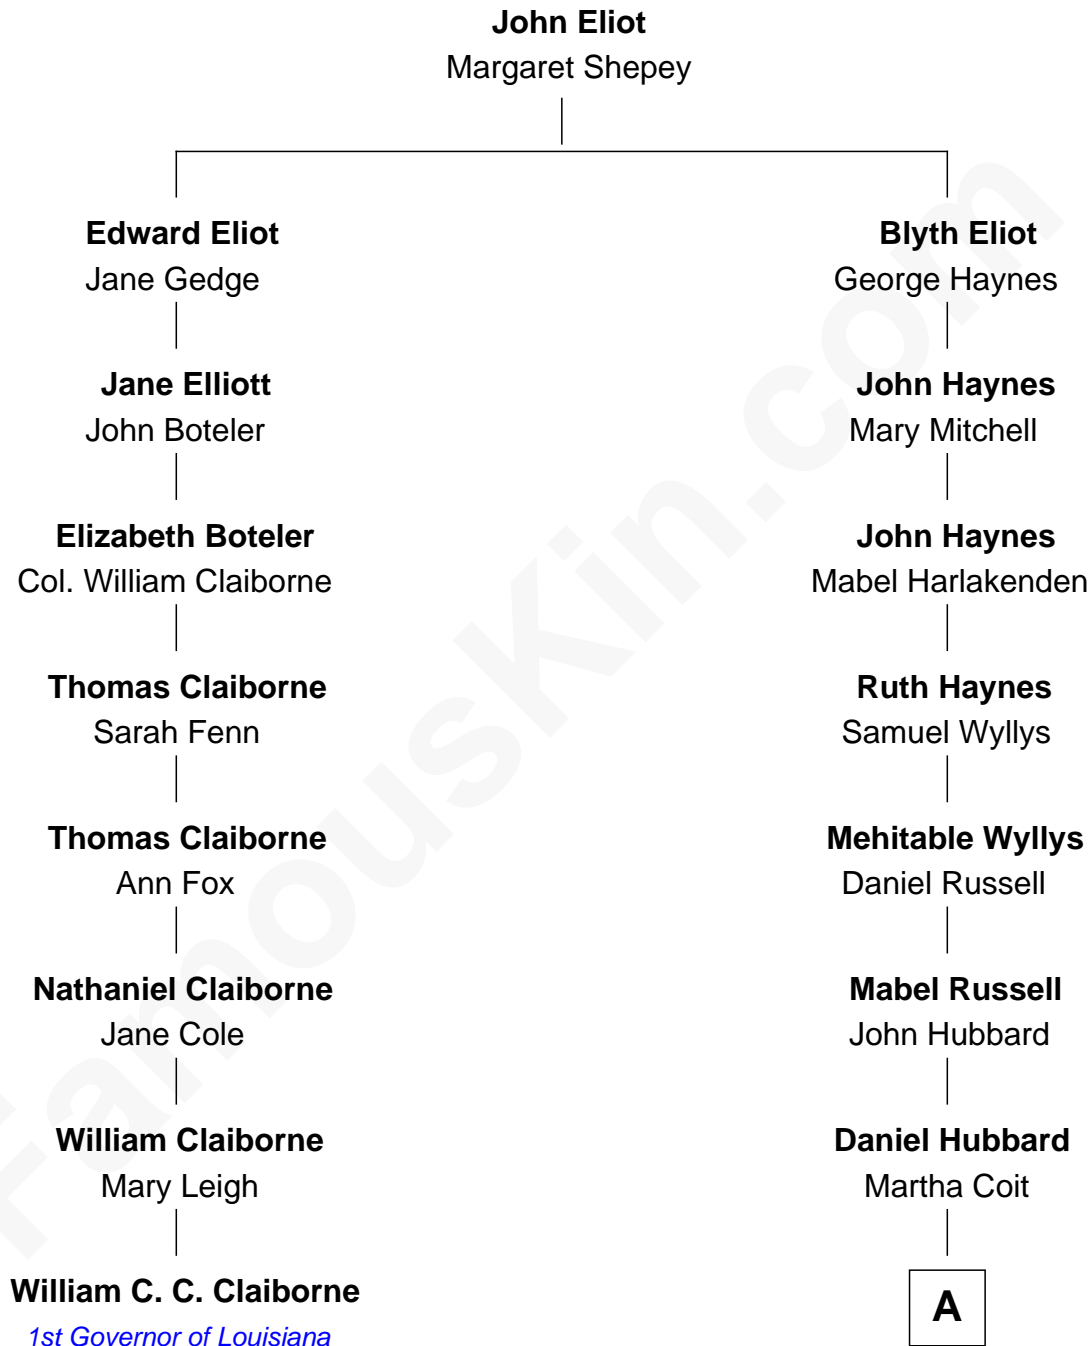 John Eliot
Margaret Shepey
Edward Eliot
Jane Gedge
Jane Elliott
John Boteler
Elizabeth Boteler
Col. William Claiborne
Thomas Claiborne
Sarah Fenn
Thomas Claiborne
Ann Fox
Nathaniel Claiborne
Jane Cole
William Claiborne
Mary Leigh
William C. C. Claiborne
1st Governor of Louisiana
Blyth Eliot
George Haynes
John Haynes
Mary Mitchell
John Haynes
Mabel Harlakenden
Ruth Haynes
Samuel Wyllys
Mehitable Wyllys
Daniel Russell
Mabel Russell
John Hubbard
Daniel Hubbard
Martha Coit
A
FamousKin.com